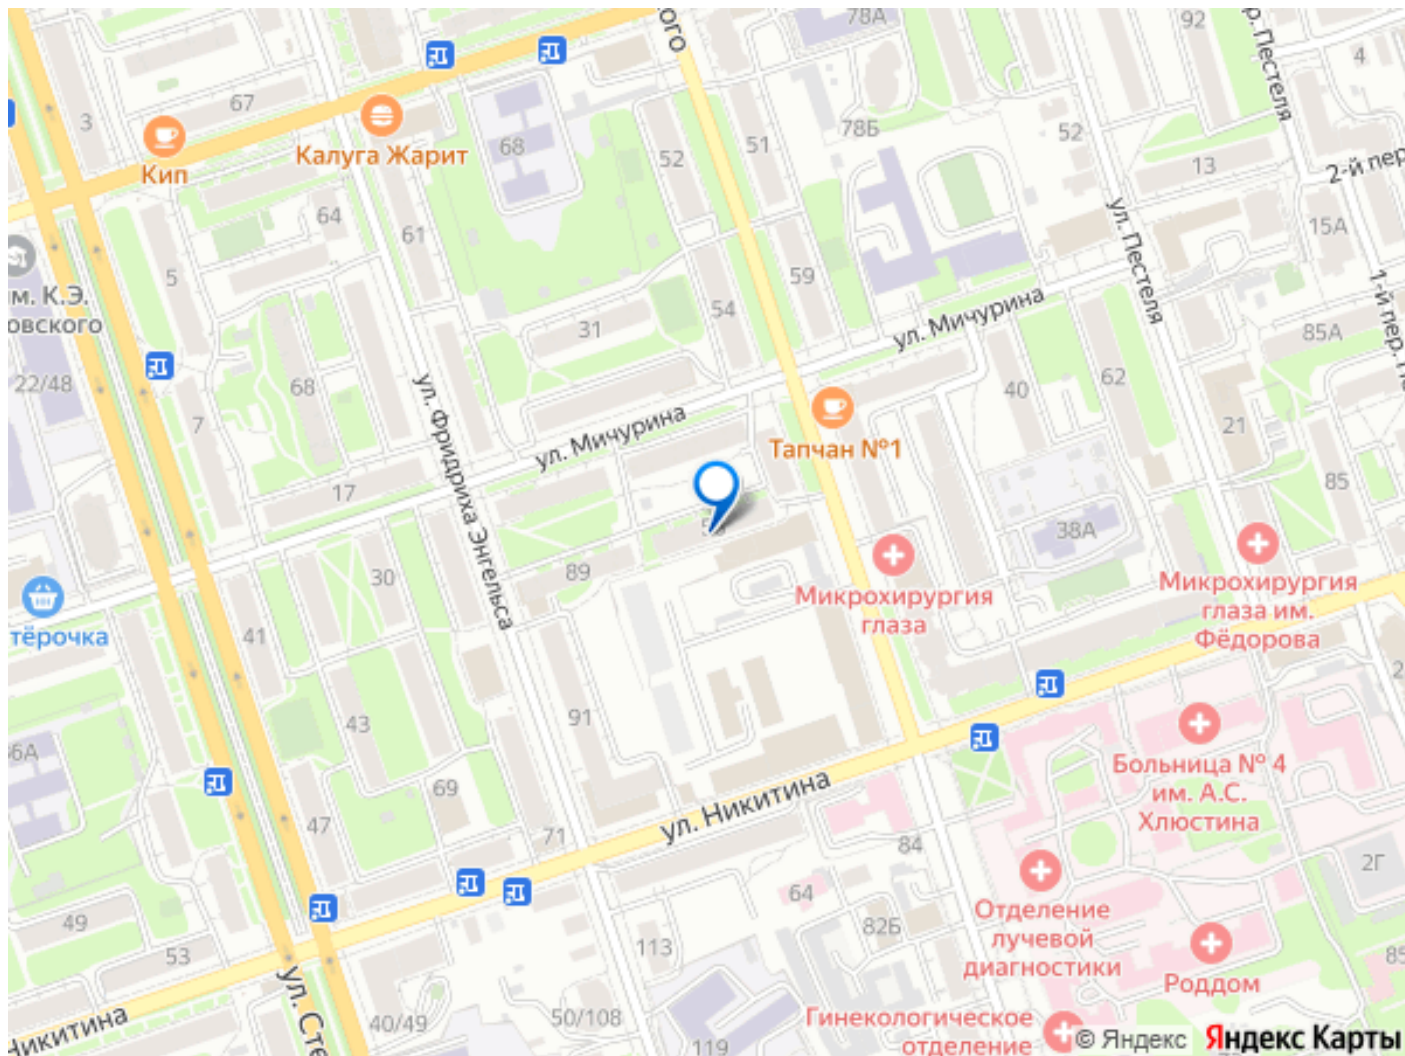 ого
78А
92
р. Пестеля
4
67
3
Кип
Калуга Жарит
68
52
51
78Б
52
13
2-й пер
64
61
15А
ул. Пестеля
5
59
54
м. К.Э.
овского
31
ул. Мичурина
85А
1-й пер. П
22/48
68
ул. Фридриха Энгельса
40
62
7
ул. Мичурина
Тапчан №1
21
17
85
38А
30
89
Микрохирургия
глаза
Микрохирургия
глаза им.
Фёдорова
тёрочка
41
2
43
91
36А
Больница № 4
им. А.С.
Хлюстина
69
ул. Никитина
47
71
84
2Г
64
49
82Б
Отделение
лучевой
диагностики
53
113
85
Роддом
ул. Сте
Никитина
40/49
50/108
119
Гинекологическое
отделение
© Яндекс
Яндекс Карты